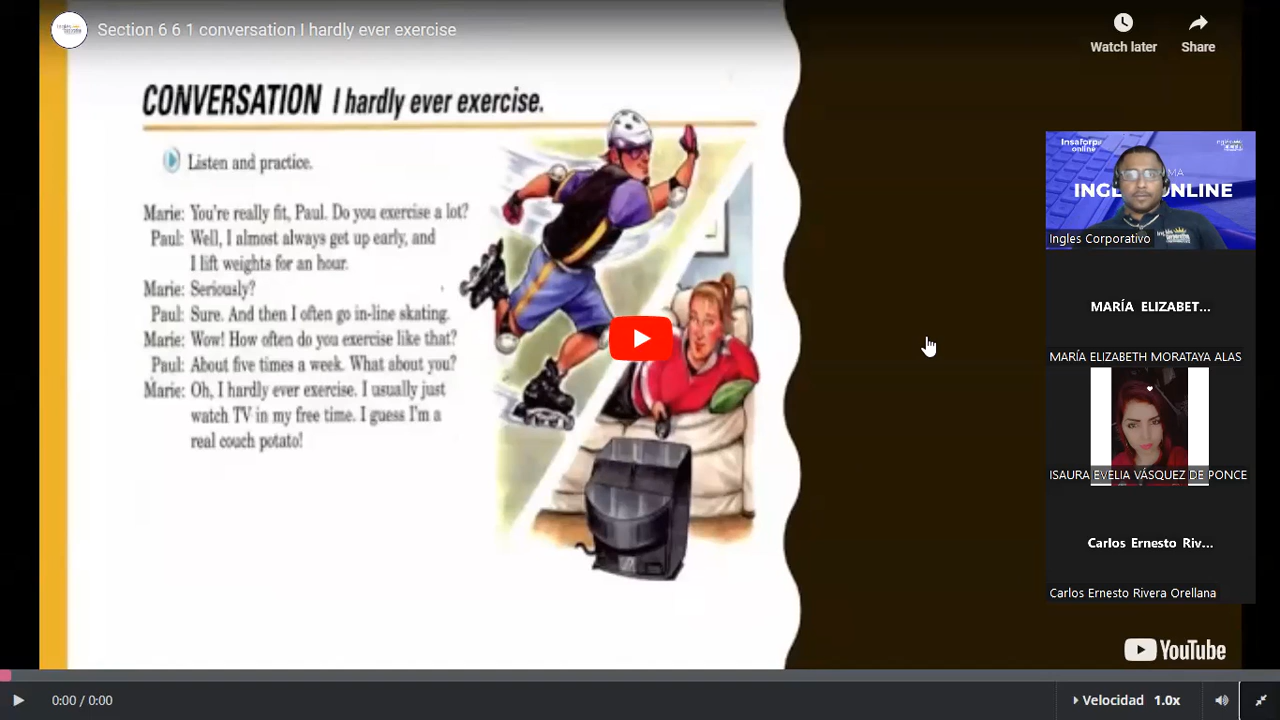 Section 6 6 1 conversation I hardly ever exercise
Watch later
Share
CONVERSATION I hardly ever exercise.
Listen and practice.
Marie: You're really fit, Paul. Do you exercise a lot?
Paul: Well, I almost always get up early, and
I lift weights for an hour.
Marie: Seriously?
Paul: Sure. And then I often go in-line skating.
Marie: Wow! How often do you exercise like that?
Paul: About five times a week. What about you?
Marie: Oh, I hardly ever exercise. I usually just
watch TV in my free time. I guess I'm a
real couch potato!
Insaforp
online
INGL NLINE
Ingles Corporativo
MARÍA ELIZABET...
MARÍA ELIZABETH MORATAYA ALAS
ISAURA EVELIA VÁSQUEZ DE PONCE
Carlos Ernesto Riv...
Carlos Ernesto Rivera Orellana
YouTube
0:00 / 0:00
Velocidad 1.0x